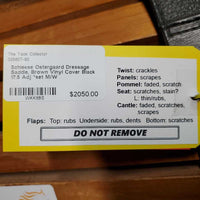 The Tack Collector
Schleese Ostergaard Dressage
Saddle, Brown Vinyl Cover Black
17.5 Adj *eat M/W
$2050.00
Twist: crackles
Panels: scrapes
Pommel: faded, scratch
Seat: scratches, stain?
L: thin/rubs,
Cantle: faded, scratches,
scrapes
Flaps: Top: rubs Underside: rubs, dents Bottom: scratches
DO NOT REMOVE